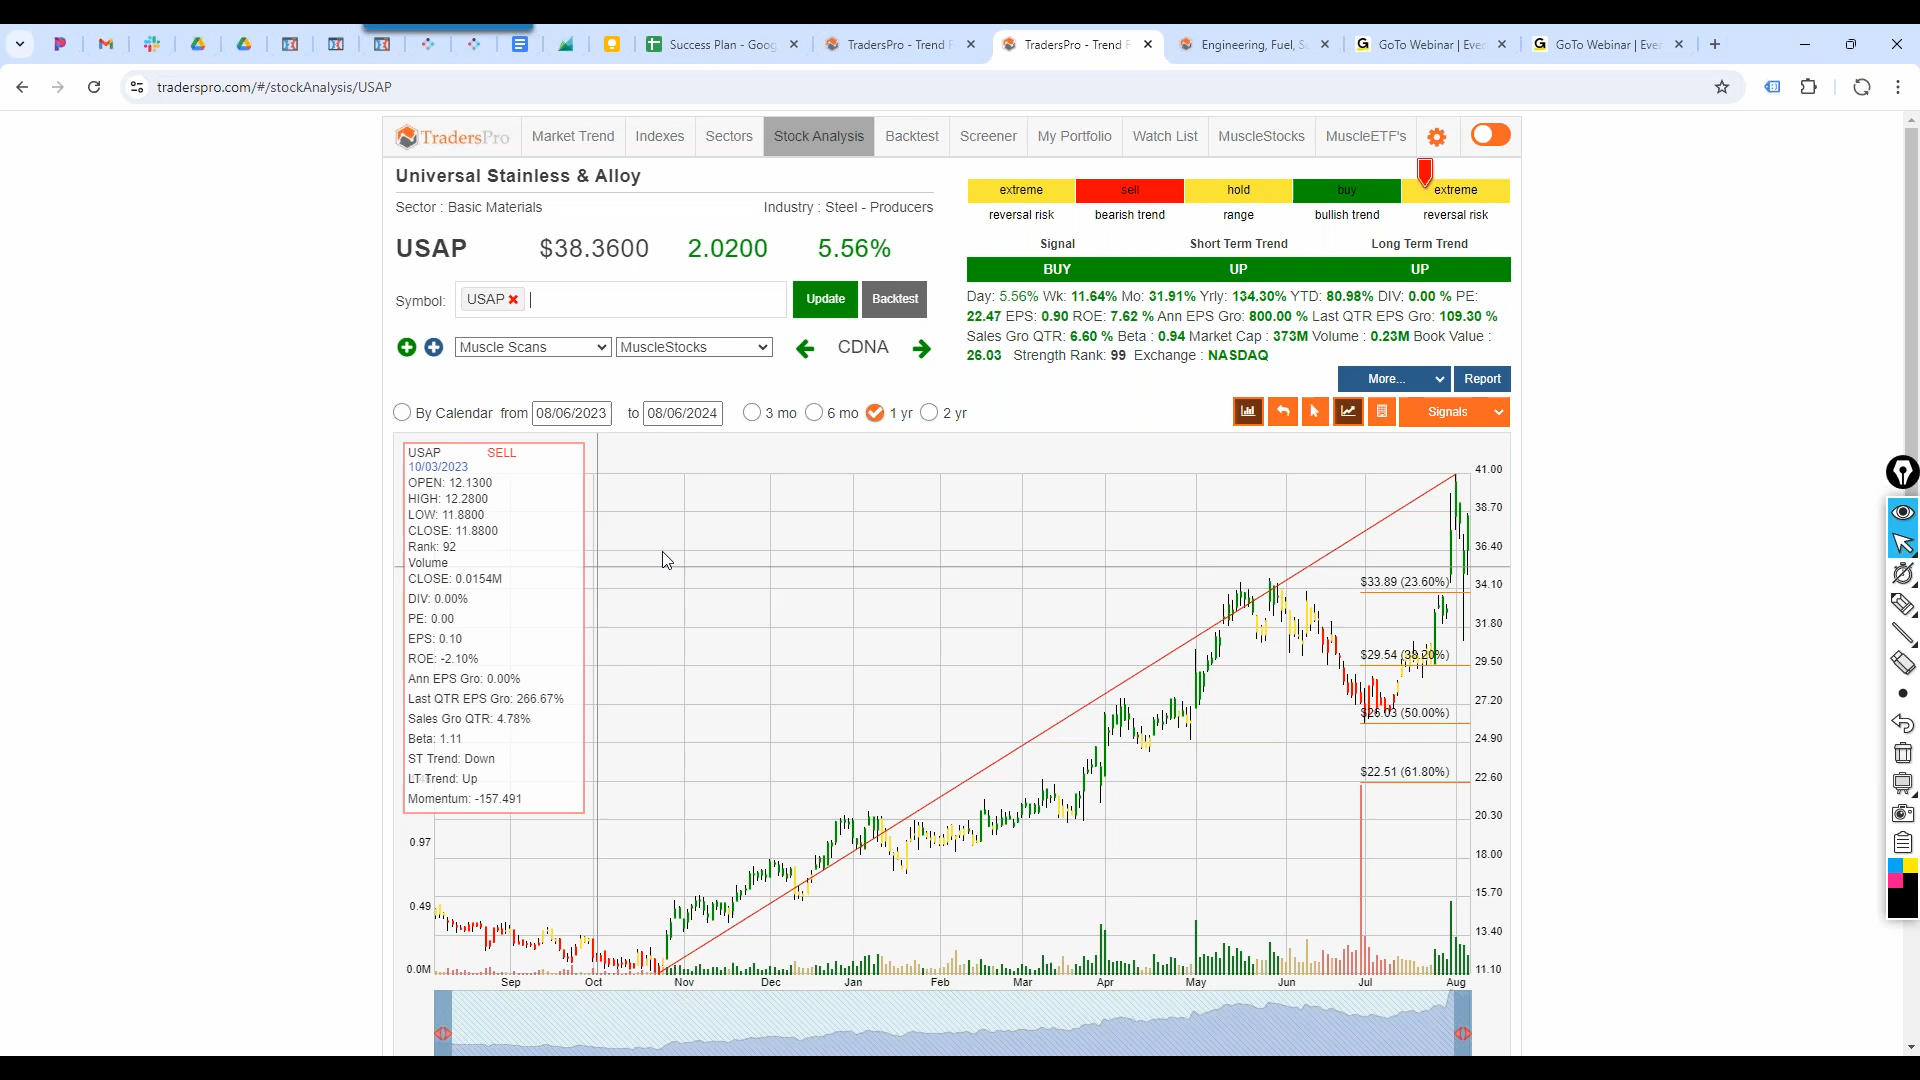 Success Plan - Goog
TradersPro - Trend F
TradersPro - Trend F
Engineering, Fuel, S
GoTo Webinar | Ever
GoTo Webinar | Ever
traderspro.com/#/stockAnalysis/USAP
TradersPro
Market Trend
Indexes
Sectors
Stock Analysis
Backtest
Screener
My Portfolio
Watch List
MuscleStocks
MuscleETF's
Universal Stainless & Alloy
Sector : Basic Materials
Industry : Steel - Producers
USAP
$38.3600
2.0200
5.56%
Symbol:
USAP
Update
Backtest
Muscle Scans
MuscleStocks
CDNA
extreme
sell
hold
buy
extreme
reversal risk
bearish trend
range
bullish trend
reversal risk
Signal
Short Term Trend
Long Term Trend
BUY
UP
UP
Day: 5.56% Wk: 11.64% Mo: 31.91% Yrly: 134.30% YTD: 80.98% DIV: 0.00 % PE:
22.47 EPS: 0.90 ROE: 7.62 % Ann EPS Gro: 800.00 % Last QTR EPS Gro: 109.30 %
Sales Gro QTR: 6.60 % Beta : 0.94 Market Cap : 373M Volume : 0.23M Book Value :
26.03 Strength Rank: 99 Exchange : NASDAQ
More...
Report
By Calendar from 08/06/2023 to 08/06/2024
3 mo
6 mo
1 yr
2 yr
Signals
USAP SELL
10/03/2023
OPEN: 12.1300
HIGH: 12.2800
LOW: 11.8800
CLOSE: 11.8800
Rank: 92
Volume
CLOSE: 0.0154M
DIV: 0.00%
PE: 0.00
EPS: 0.10
ROE: -2.10%
Ann EPS Gro: 0.00%
Last QTR EPS Gro: 266.67%
Sales Gro QTR: 4.78%
Beta: 1.11
ST Trend: Down
LT Trend: Up
Momentum: -157.491
0.97
0.49
0.0M
$33.89 (23.60%)
$29.54 (38.20%)
$26.03 (50.00%)
$22.51 (61.80%)
41.00
38.70
36.40
34.10
31.80
29.50
27.20
24.90
22.60
20.30
18.00
15.70
13.40
11.10
Sep
Oct
Nov
Dec
Jan
Feb
Mar
Apr
May
Jun
Jul
Aug